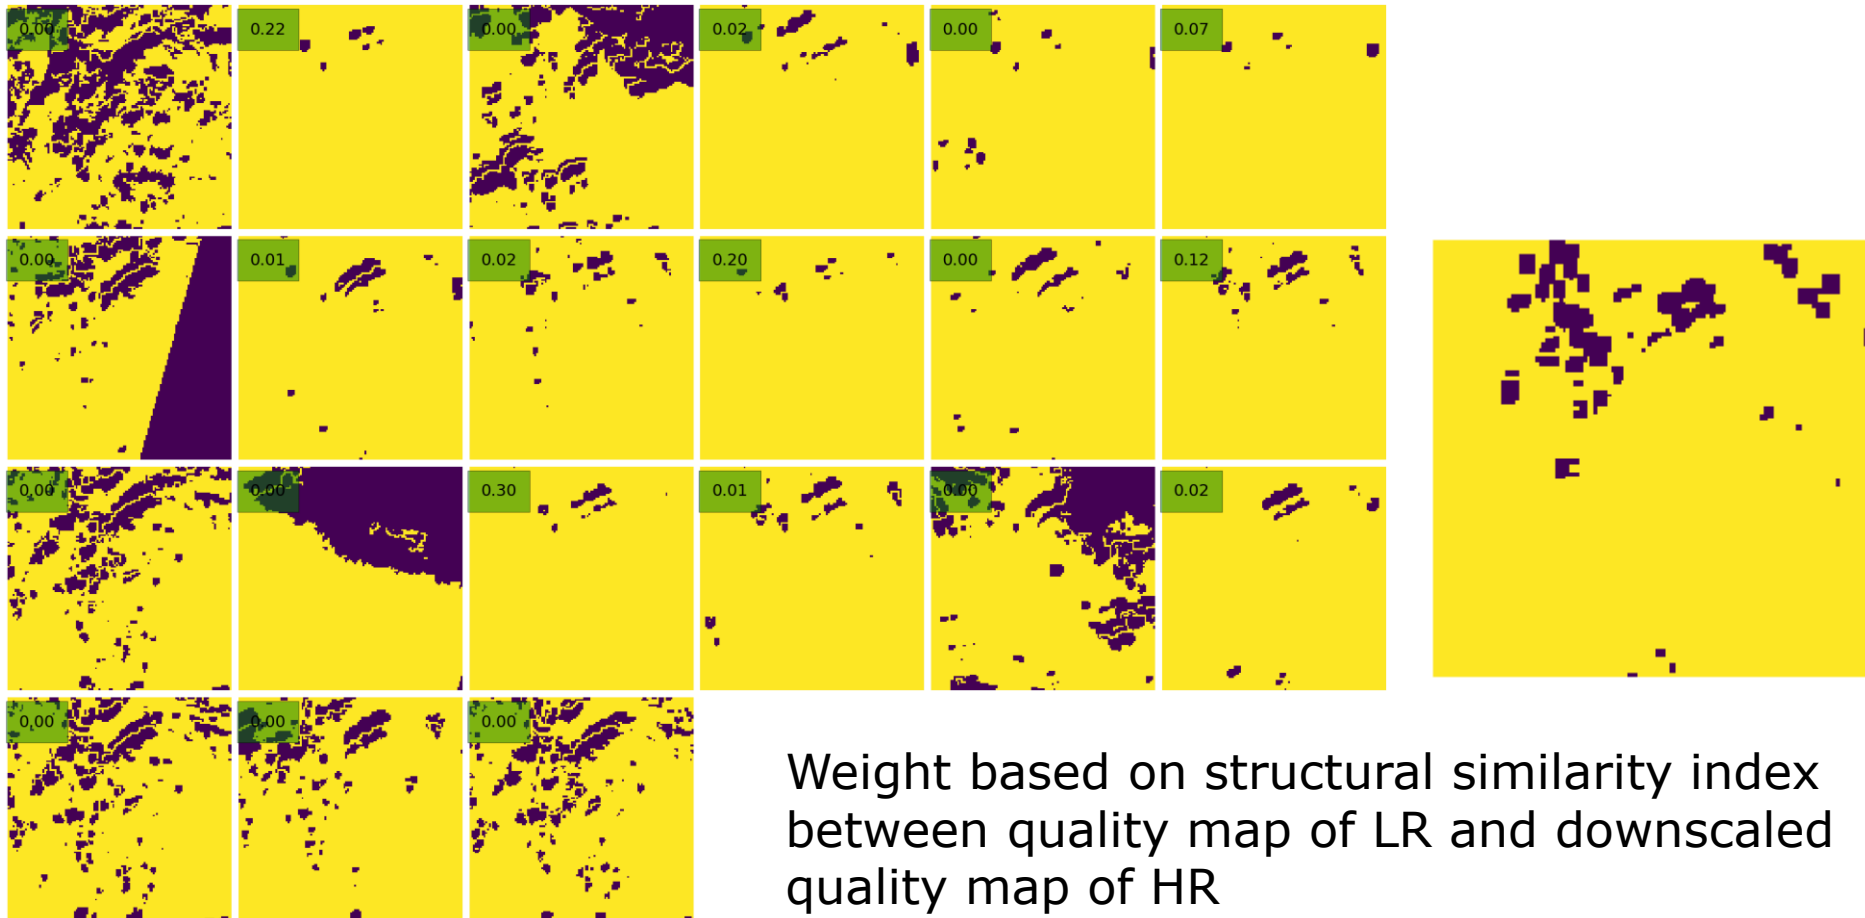 0.00 0.22 0.00 0.02 0.00 0.07
0.00 0.01 0.02 0.20 0.00 0.12
0.00 0.00 0.30 0.01 0.00 0.02
0.00 0.00 0.00
Weight based on structural similarity index
between quality map of LR and downscaled
quality map of HR